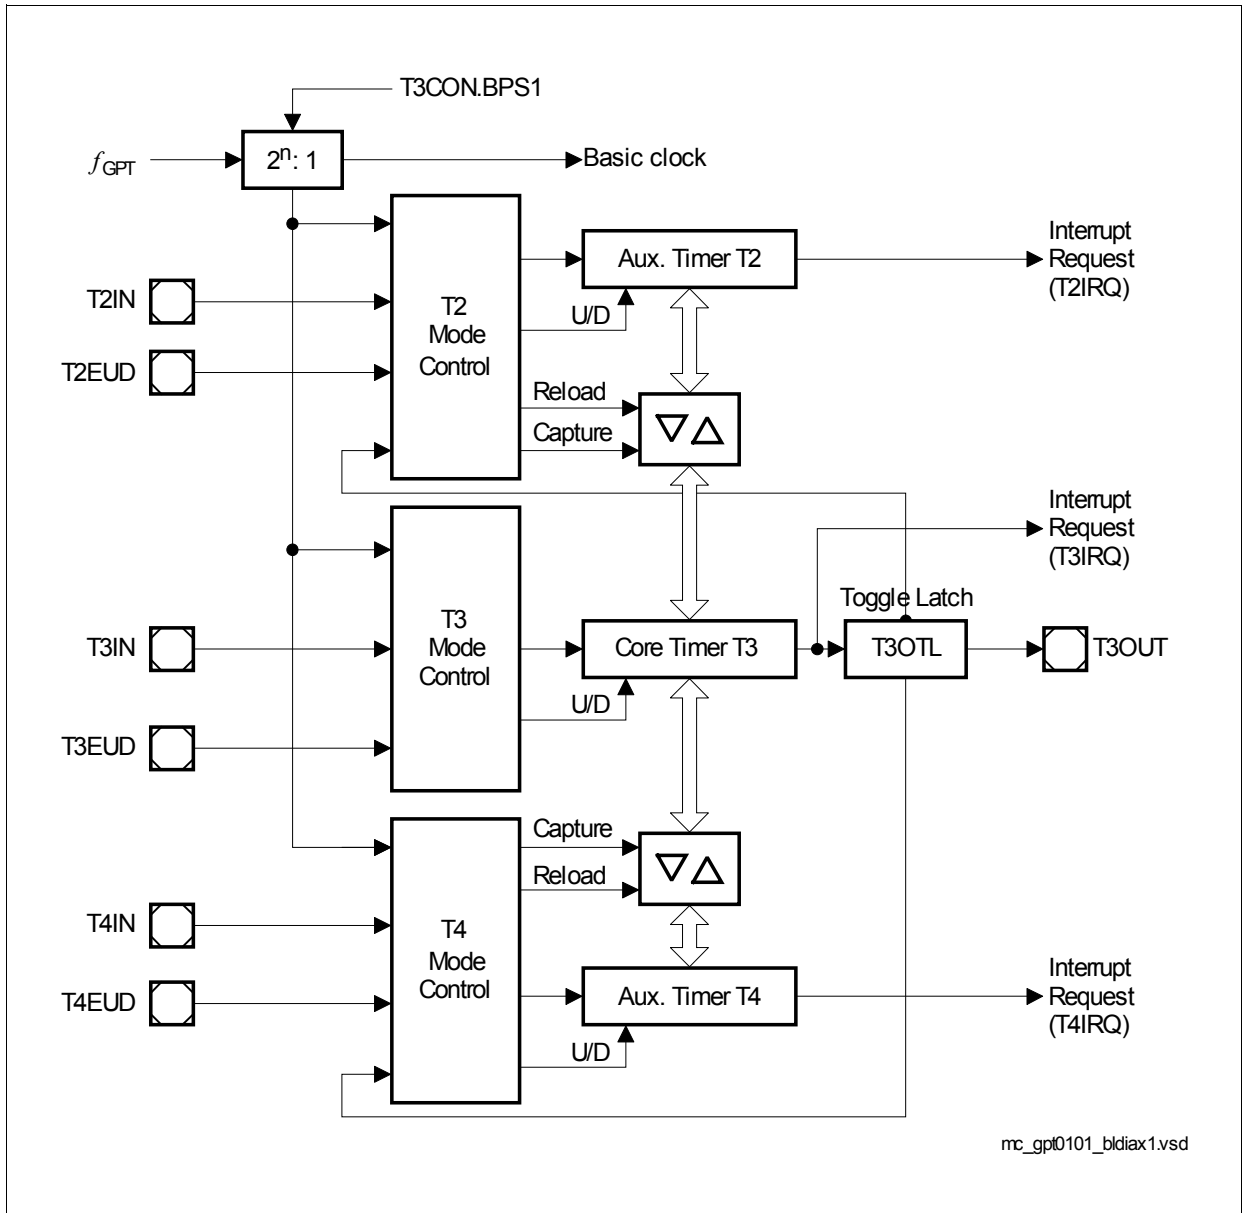 T3CON.BPS1
fGPT
2n: 1
Basic clock
T2IN
T2EUD
T2
Mode
Control
U/D
Reload
Capture
Aux. Timer T2
Interrupt
Request
(T2IRQ)
T3IN
T3EUD
T3
Mode
Control
U/D
Core Timer T3
Interrupt
Request
(T3IRQ)
Toggle Latch
T3OTL
T3OUT
T4IN
T4EUD
T4
Mode
Control
Capture
Reload
U/D
Aux. Timer T4
Interrupt
Request
(T4IRQ)
mc_gpt0101_bldiax1.vsd